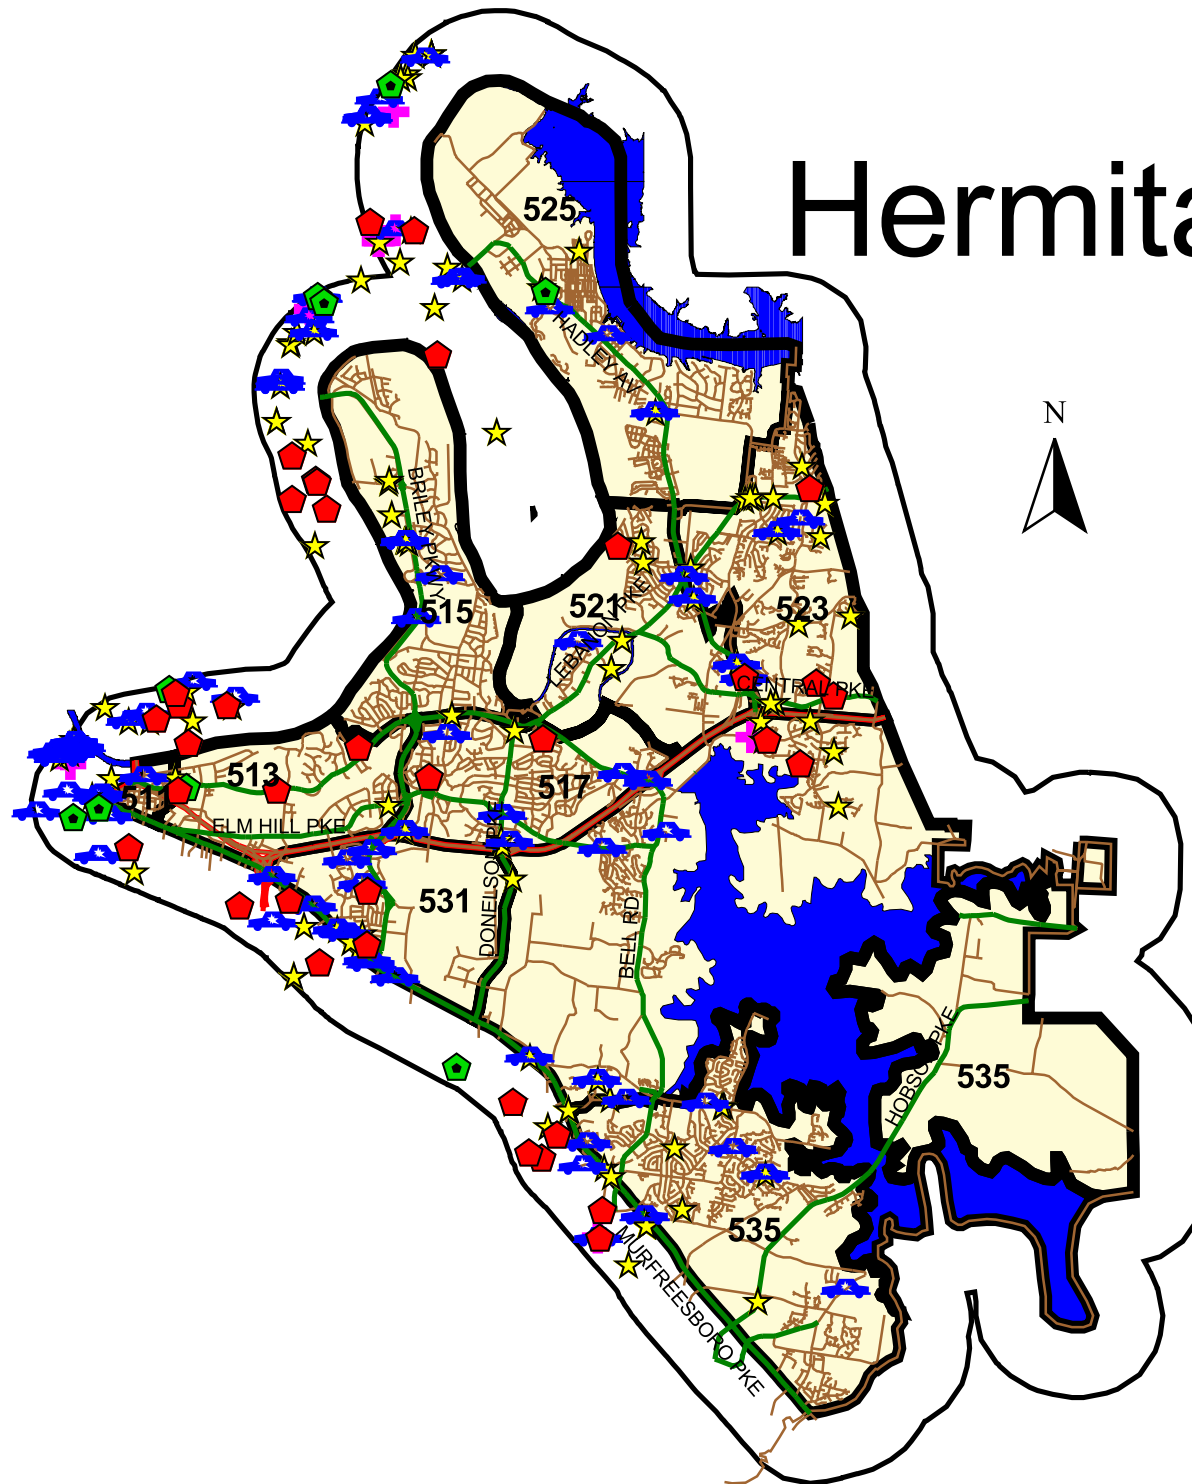 Hermita
525
HADLEY AV
N
BRILEY PKWY
515
521
LEBANON PKE
523
CENTRAL PKE
513
511
517
ELM HILL PKE
531
DONELSON PKE
BELL RD
HOBSON PKE
535
535
MURFREESBORO PKE